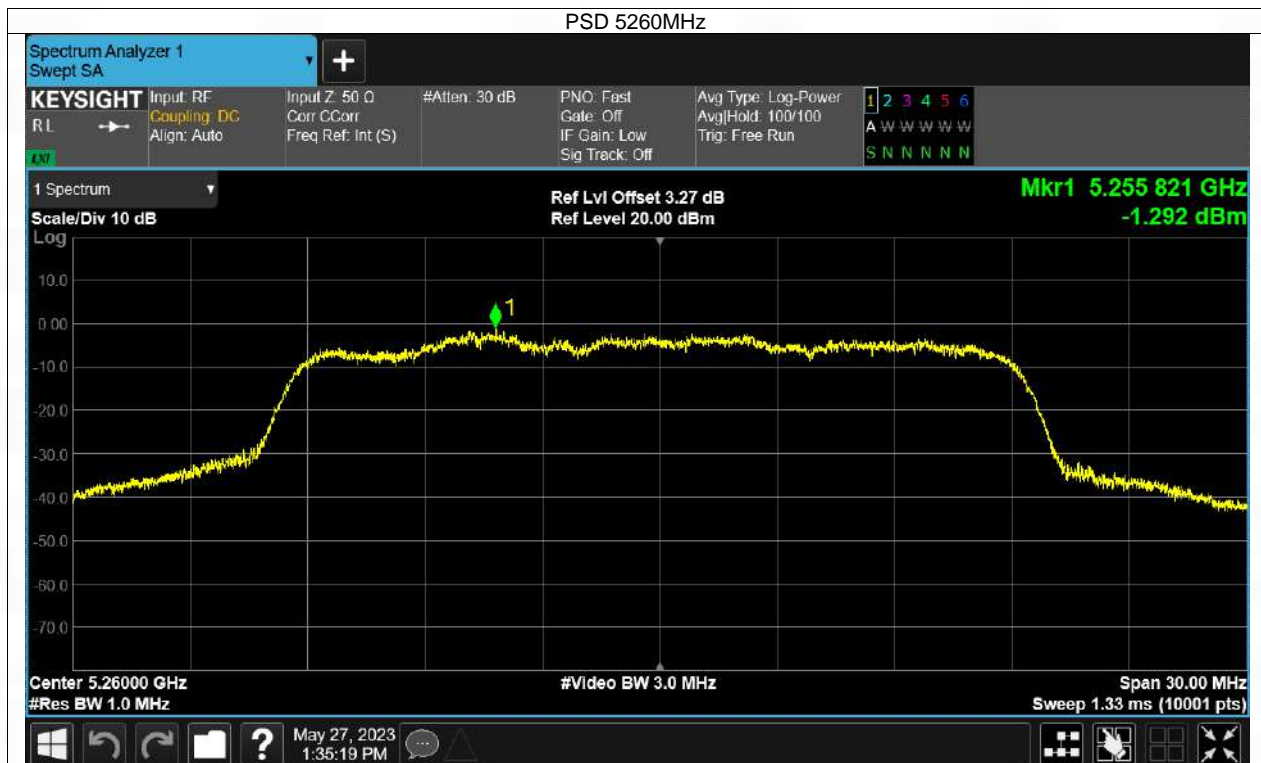 PSD 5260MHz
Spectrum Analyzer 1
Swept SA
KEYSIGHT
RL
LXI
Input: RF
Coupling: DC
Align: Auto
Input Z: 50 Ω
Corr CCorr
Freq Ref: Int (S)
#Atten: 30 dB
PNO: Fast
Gate: Off
IF Gain: Low
Sig Track: Off
Avg Type: Log-Power
Avg|Hold: 100/100
Trig: Free Run
1 2 3 4 5 6
A W W W W W
S N N N N N
1 Spectrum
Scale/Div 10 dB
Log
Ref Lvl Offset 3.27 dB
Ref Level 20.00 dBm
Mkr1 5.255 821 GHz
-1.292 dBm
10.0
0.00
-10.0
-20.0
-30.0
-40.0
-50.0
-60.0
-70.0
1
Center 5.26000 GHz
#Res BW 1.0 MHz
#Video BW 3.0 MHz
Span 30.00 MHz
Sweep 1.33 ms (10001 pts)
?
May 27, 2023
1:35:19 PM